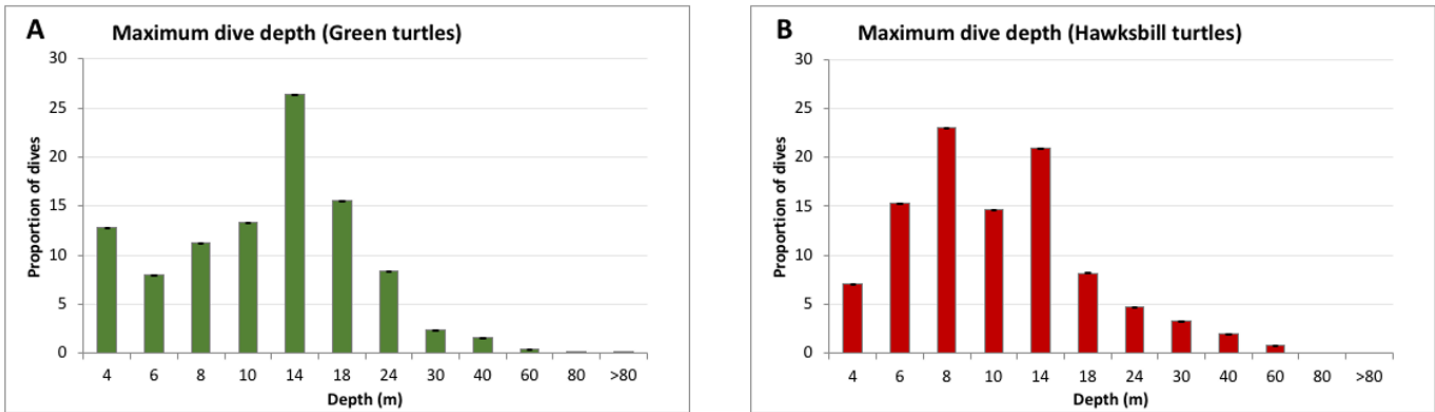 A
Maximum dive depth (Green turtles)
30
25
20
15
10
5
0
Proportion of dives
4 6 8 10 14 18 24 30 40 60 80 >80
Depth (m)
B
Maximum dive depth (Hawksbill turtles)
30
25
20
15
10
5
0
Proportion of dives
4 6 8 10 14 18 24 30 40 60 80 >80
Depth (m)